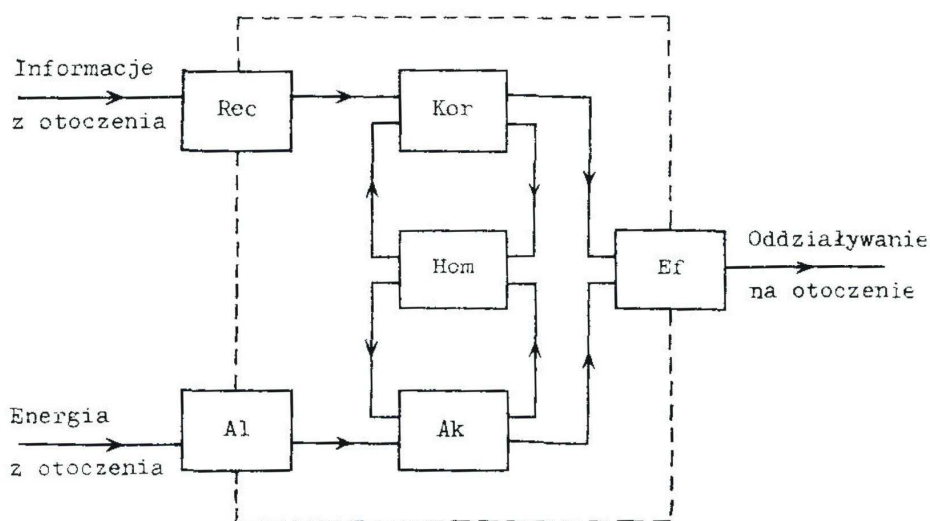 Informacje
z otoczenia
Rec
Kor
Hom
Ef
Oddziaływanie
na otoczenie
Energia
z otoczenia
Al
Ak